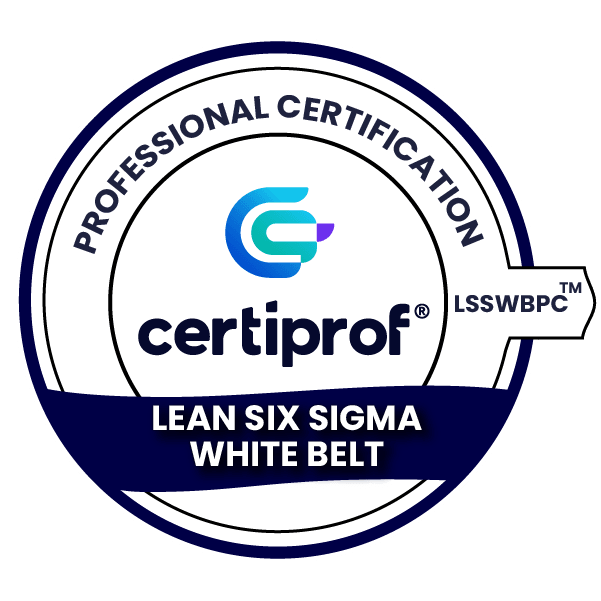 PROFESSIONAL CERTIFICATION
certiprof®
LSSWBPC™
LEAN SIX SIGMA
WHITE BELT